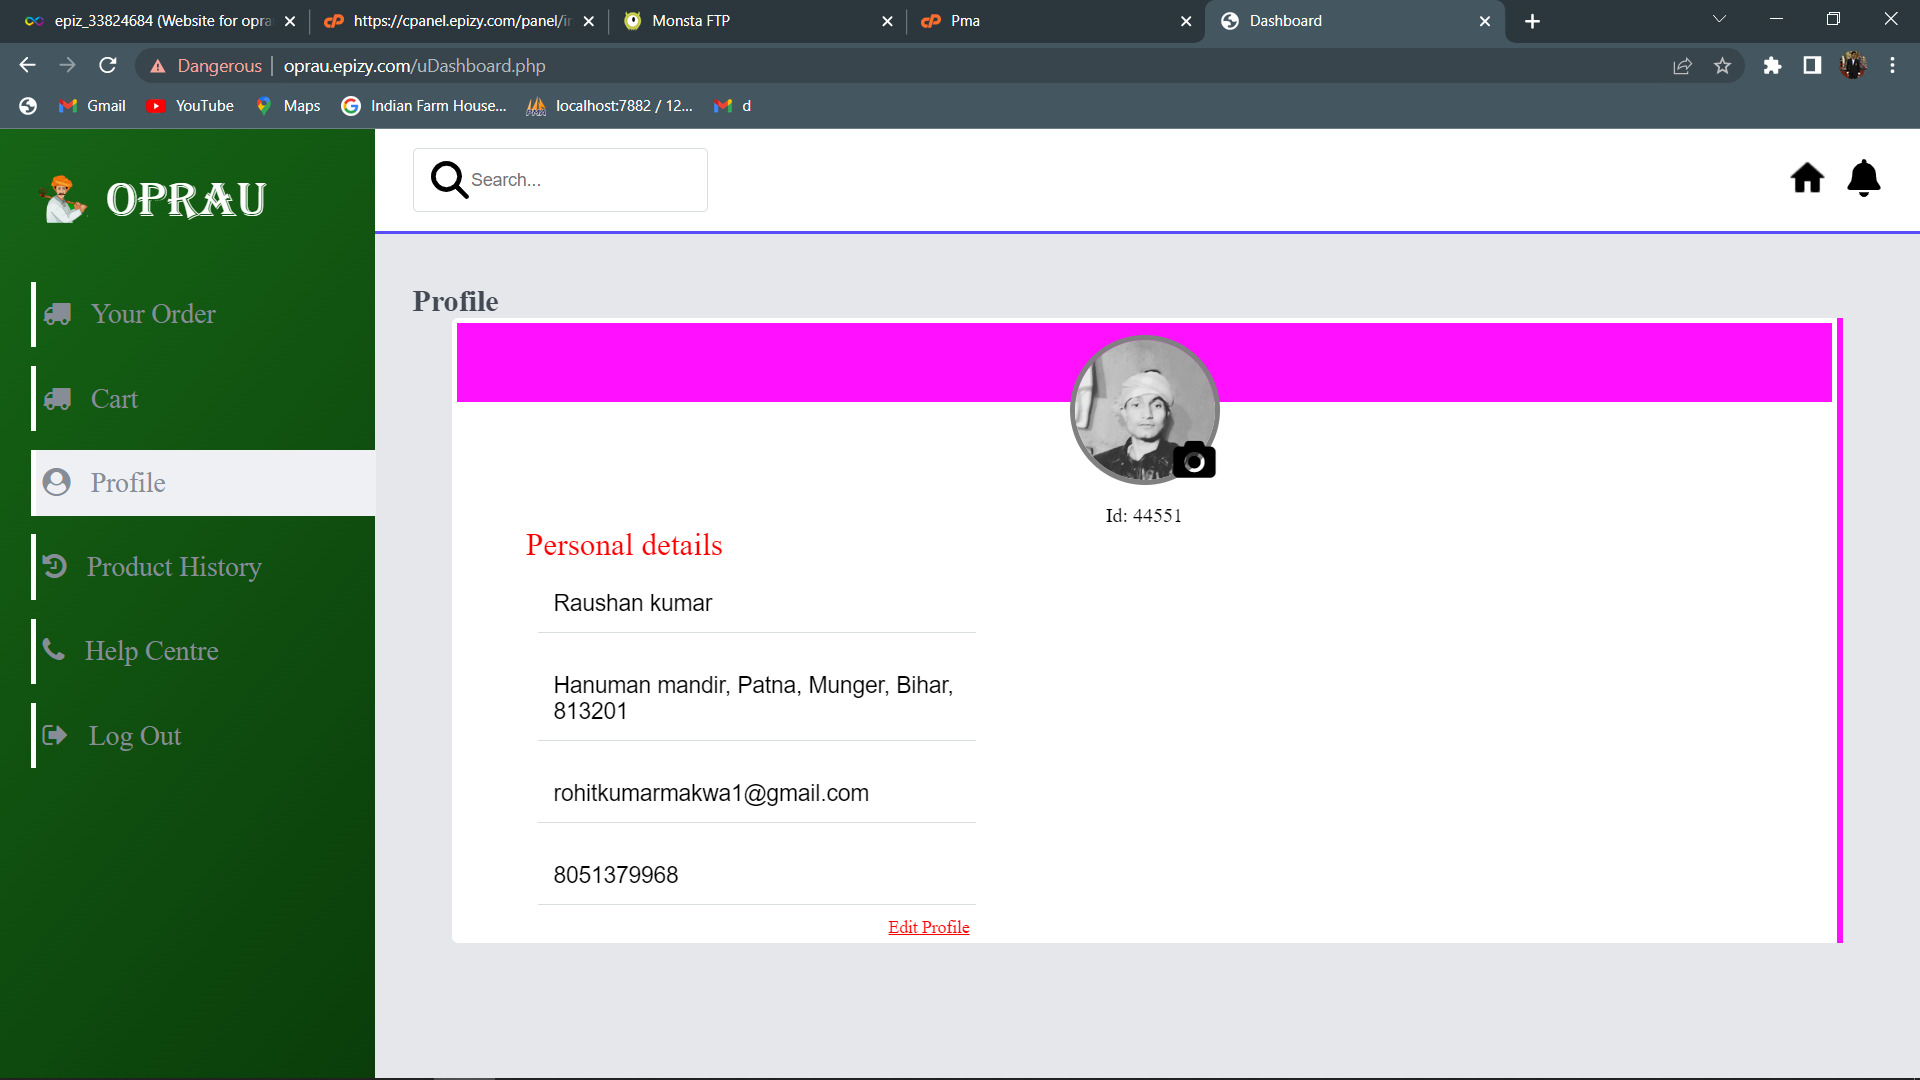 epiz_33824684 (Website for opra
https://cpanel.epizy.com/panel/in
Monsta FTP
Pma
Dashboard
Dangerous
oprau.epizy.com/uDashboard.php
Gmail
YouTube
Maps
Indian Farm House...
localhost:7882 / 12...
d
OPRAU
Search...
Your Order
Cart
Profile
Product History
Help Centre
Log Out
Profile
Id: 44551
Personal details
Raushan kumar
Hanuman mandir, Patna, Munger, Bihar,
813201
rohitkumarmakwa1@gmail.com
8051379968
Edit Profile